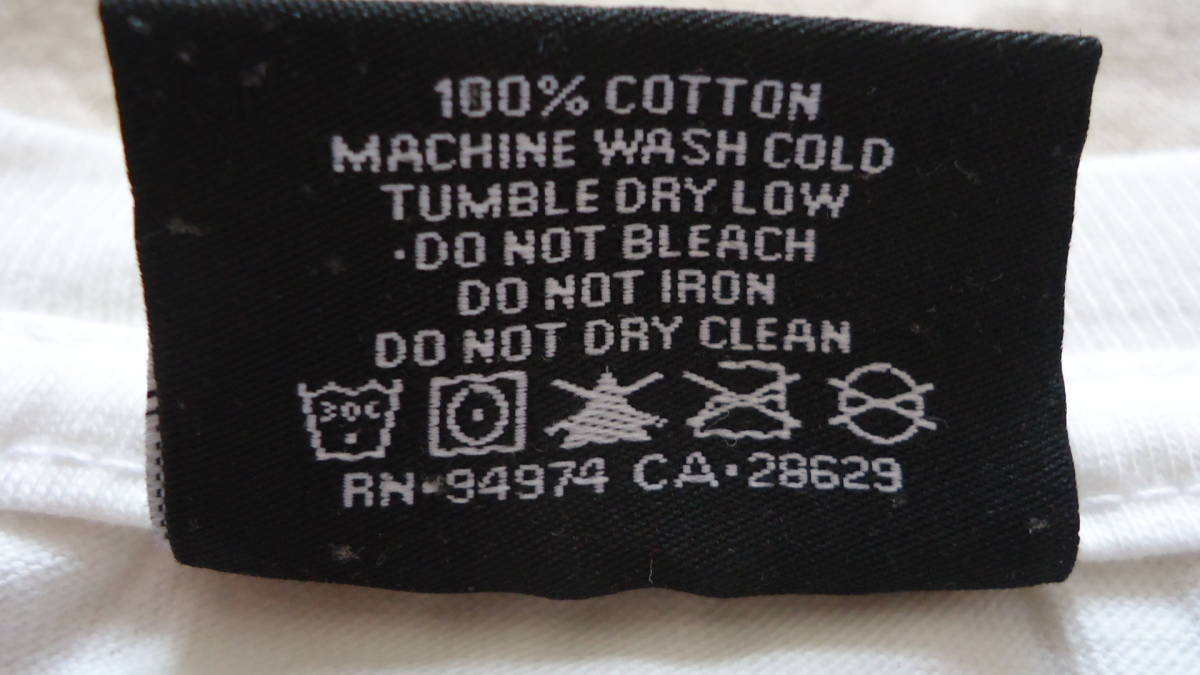 100% COTTON
MACHINE WASH COLD
TUMBLE DRY LOW
·DO NOT BLEACH
DO NOT IRON
DO NOT DRY CLEAN
30C
RN·94974 CA·28629